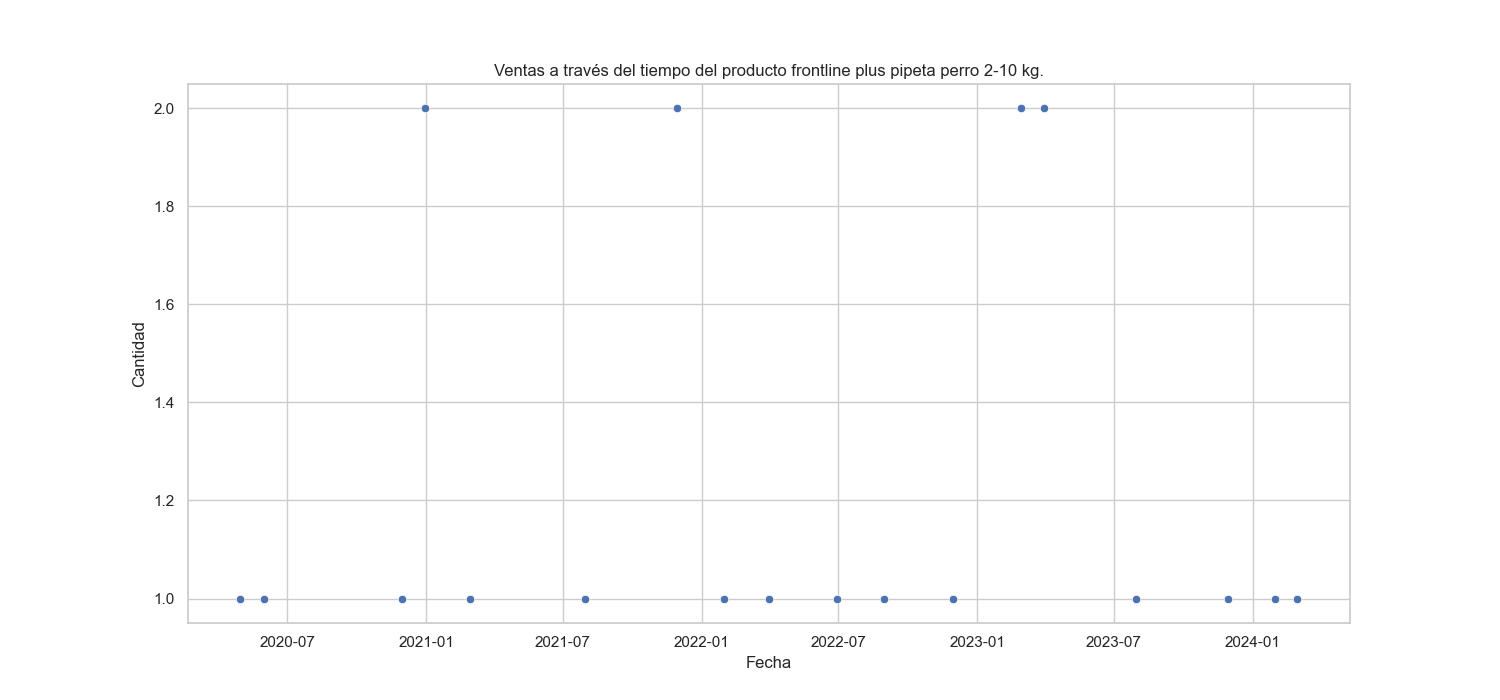 Ventas a través del tiempo del producto frontline plus pipeta perro 2-10 kg.
2.0
1.8
1.6
1.4
1.2
1.0
Cantidad
2020-07 2021-01 2021-07 2022-01 2022-07 2023-01 2023-07 2024-01
Fecha